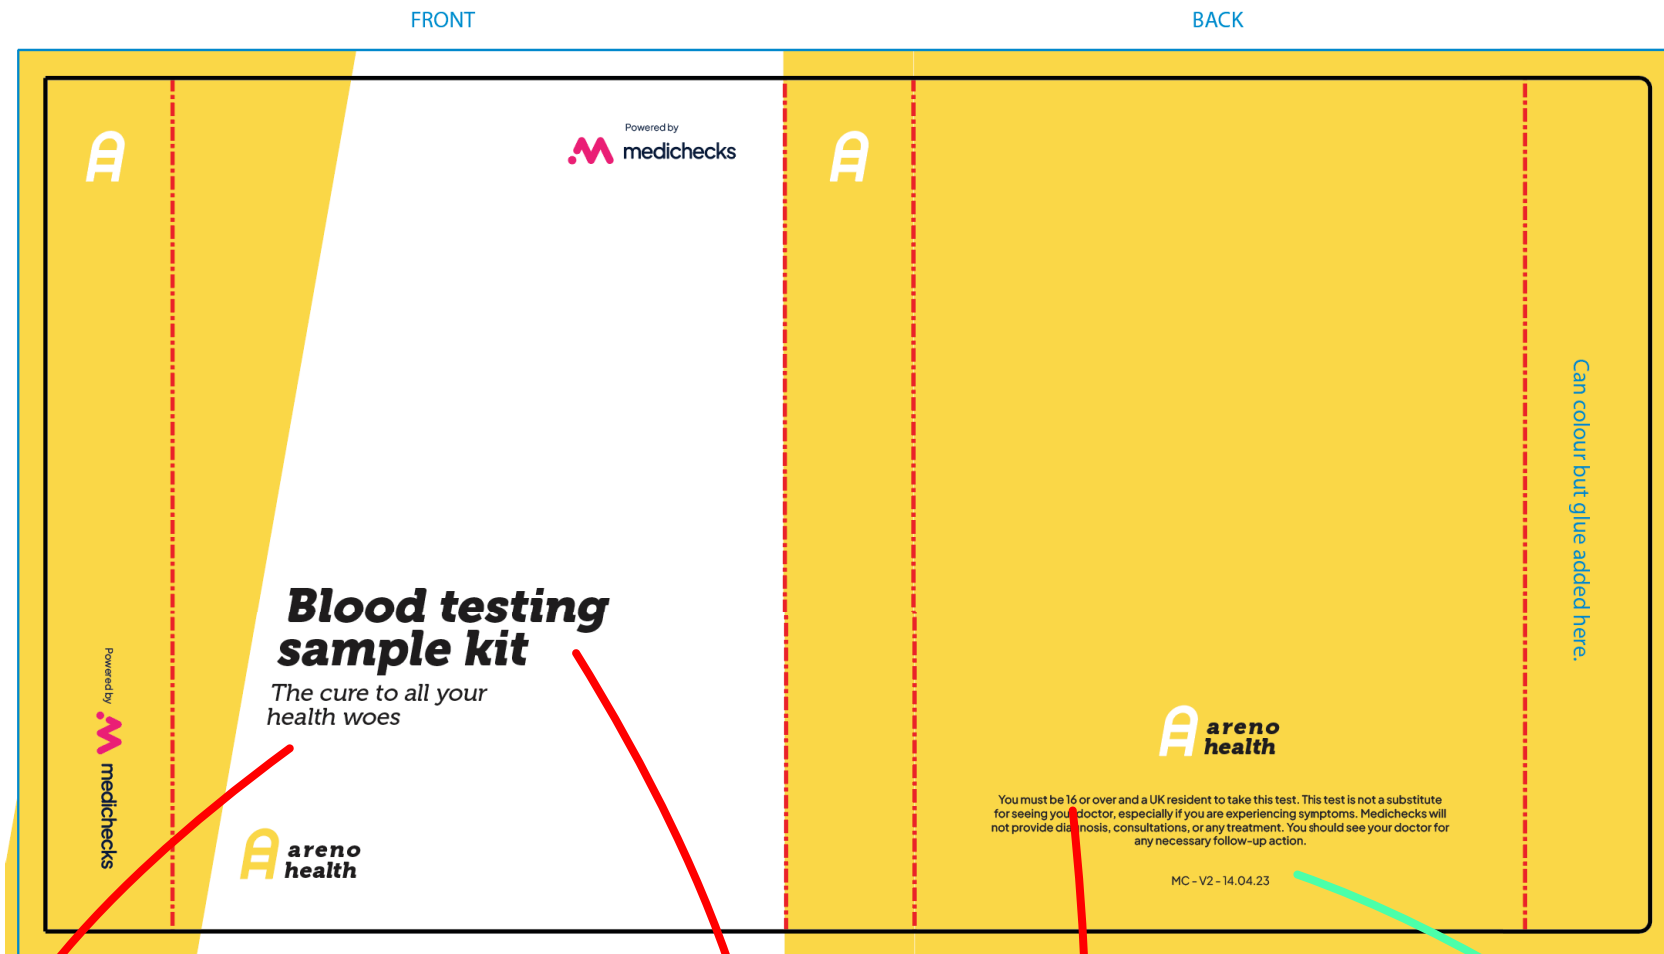 FRONT
BACK
Powered by
medichecks
Blood testing
sample kit
The cure to all your
health woes
areno
health
Powered by
medichecks
areno
health
You must be 16 or over and a UK resident to take this test. This test is not a substitute
for seeing your doctor, especially if you are experiencing symptoms. Medichecks will
not provide diagnosis, consultations, or any treatment. You should see your doctor for
any necessary follow-up action.
MC - V2 - 14.04.23
Can colour but glue added here.